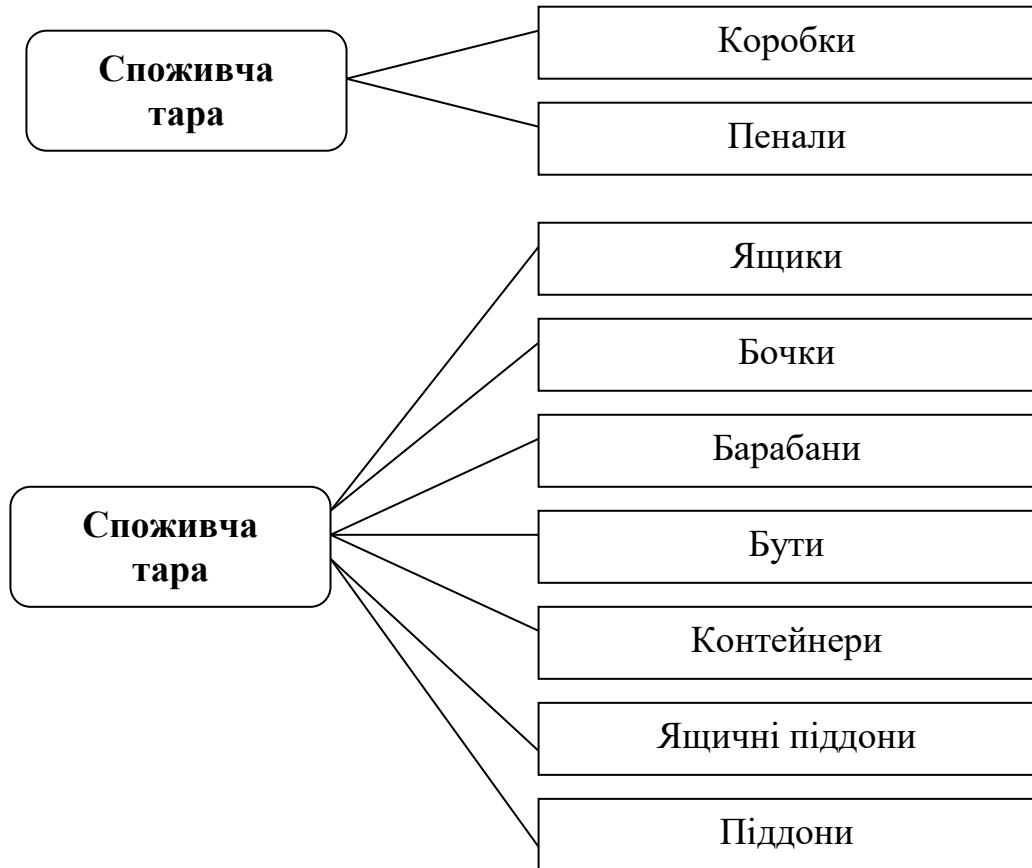 Споживча
тара
Коробки
Пенали
Споживча
тара
Ящики
Бочки
Барабани
Бути
Контейнери
Ящичні піддони
Піддони